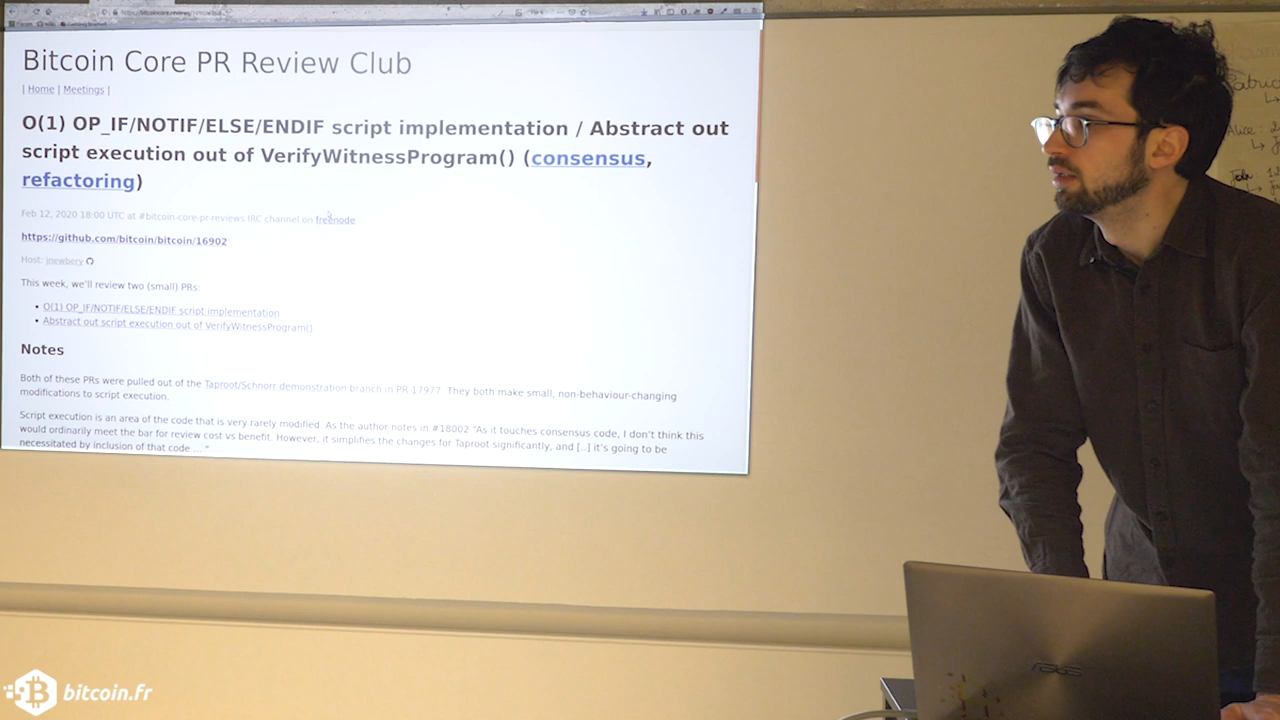 Bitcoin Core PR Review Club
| Home | Meetings |
O(1) OP_IF/NOTIF/ELSE/ENDIF script implementation / Abstract out
script execution out of VerifyWitnessProgram() (consensus,
refactoring)
Feb 12, 2020 18:00 UTC at #bitcoin-core-pr-reviews IRC channel on freenode
https://github.com/bitcoin/bitcoin/16902
Host: jnewbery
This week, we'll review two (small) PRs:
• O(1) OP_IF/NOTIF/ELSE/ENDIF script implementation
• Abstract out script execution out of VerifyWitnessProgram()
Notes
Both of these PRs were pulled out of the Taproot/Schnorr demonstration branch in PR 17977. They both make small, non-behaviour-changing
modifications to script execution.
Script execution is an area of the code that is very rarely modified. As the author notes in #18002 "As it touches consensus code, I don't think this
would ordinarily meet the bar for review cost vs benefit. However, it simplifies the changes for Taproot significantly, and [..] it's going to be
necessitated by inclusion of that code ... "
Alice :
ASUS
bitcoin.fr